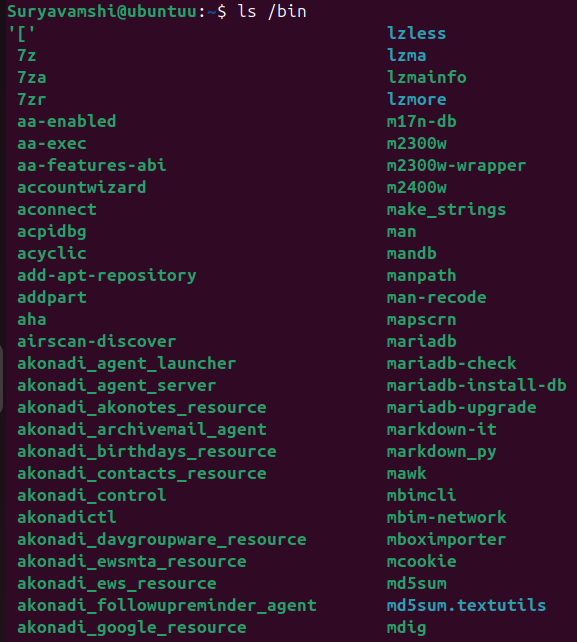 Suryavamshi@ubuntuu:~$ ls /bin
'[' lzless
7z lzma
7za lzmainfo
7zr lzmore
aa-enabled m17n-db
aa-exec m2300w
aa-features-abi m2300w-wrapper
accountwizard m2400w
aconnect make_strings
acpidbg man
acyclic mandb
add-apt-repository manpath
addpart man-recode
aha mapscrn
airscan-discover mariadb
akonadi_agent_launcher mariadb-check
akonadi_agent_server mariadb-install-db
akonadi_akonotes_resource mariadb-upgrade
akonadi_archivemail_agent markdown-it
akonadi_birthdays_resource markdown_py
akonadi_contacts_resource mawk
akonadi_control mbimcli
akonadictl mbim-network
akonadi_davgroupware_resource mboximporter
akonadi_ewsmta_resource mcookie
akonadi_ews_resource md5sum
akonadi_followupreminder_agent md5sum.textutils
akonadi_google_resource mdig